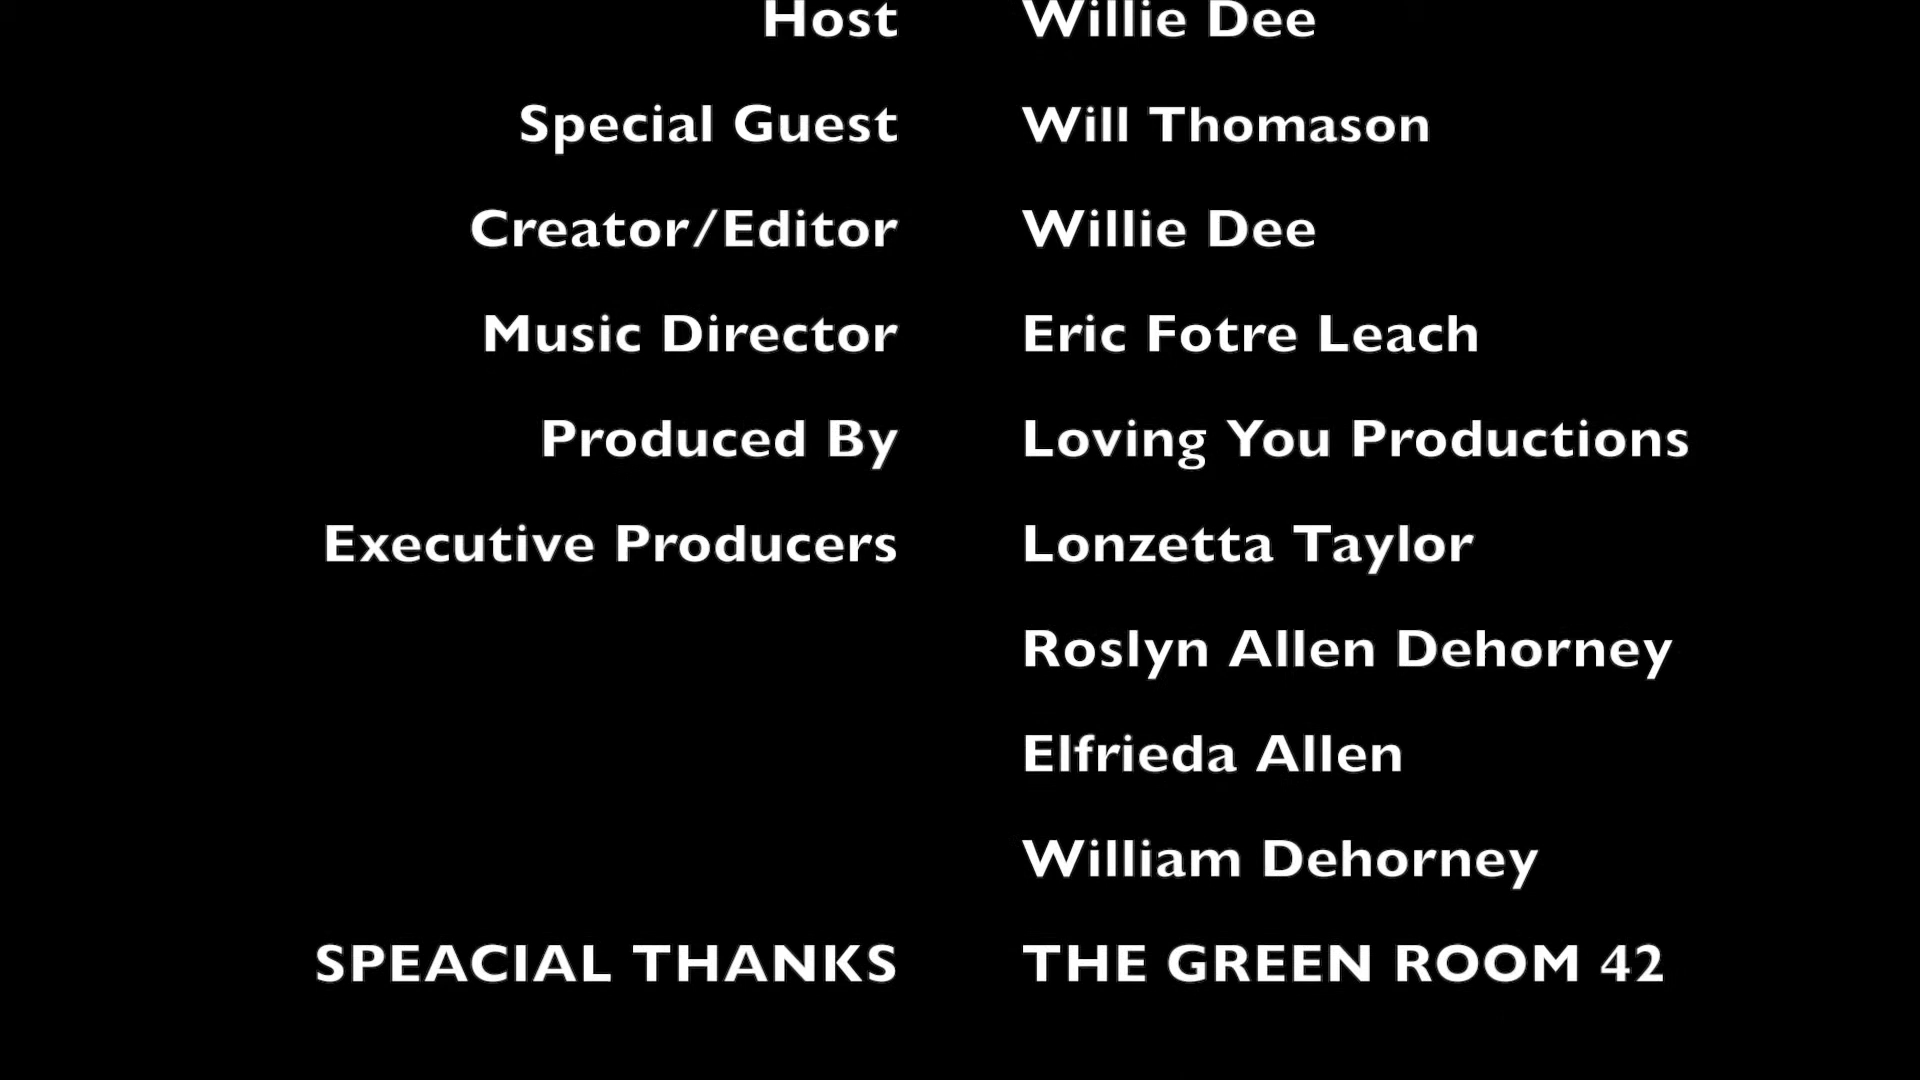 Host Willie Dee
Special Guest Will Thomason
Creator/Editor Willie Dee
Music Director Eric Fotre Leach
Produced By Loving You Productions
Executive Producers Lonzetta Taylor
Roslyn Allen Dehorney
Elfrieda Allen
William Dehorney
SPEACIAL THANKS THE GREEN ROOM 42